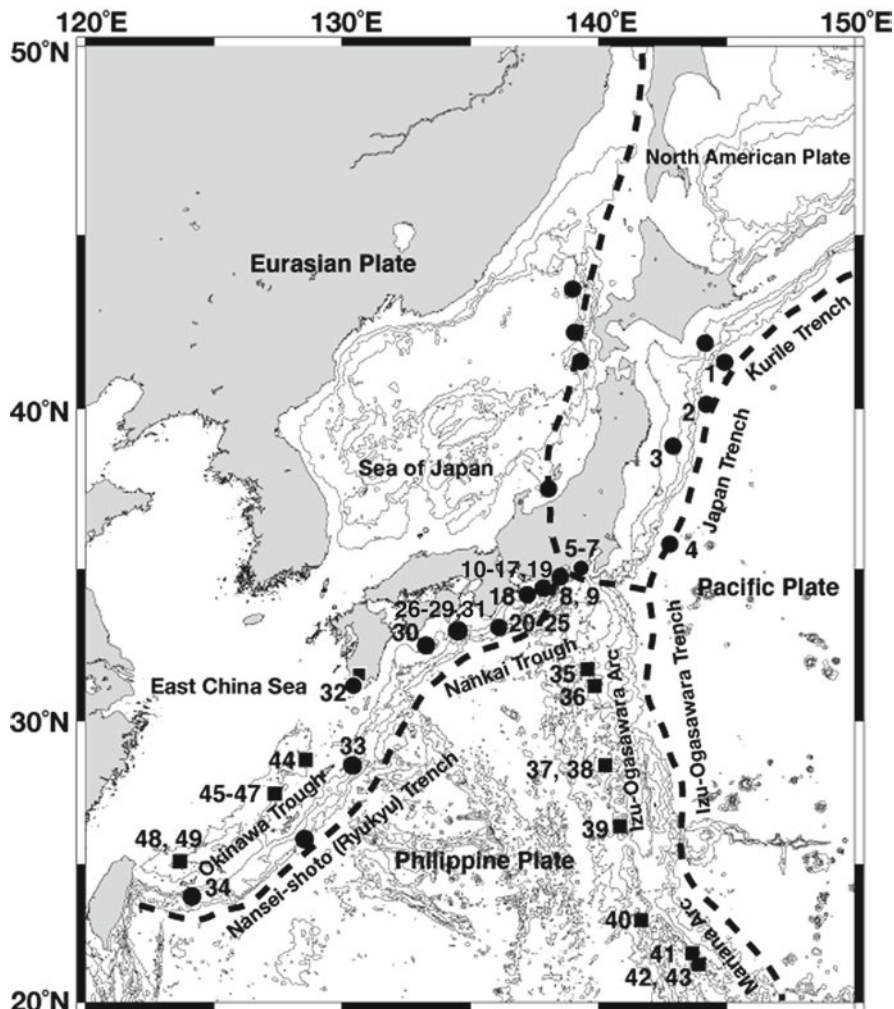 120°E
130°E
140°E
150°E
50°N
North American Plate
Eurasian Plate
Kurile Trench
1
40°N
2
Sea of Japan
3
Japan Trench
5-7
4
10-17, 19
Pacific Plate
18
8, 9
26-29,31
20-25
30
Nankai Trough
East China Sea
32
35
36
30°N
33
Izu-Ogasawara Arc
Izu-Ogasawara Trench
44
37, 38
45-47
Okinawa Trough
39
48, 49
Nansei-shoto (Ryukyu) Trench
Philippine Plate
34
40
Mariana Arc
41
42, 43
20°N